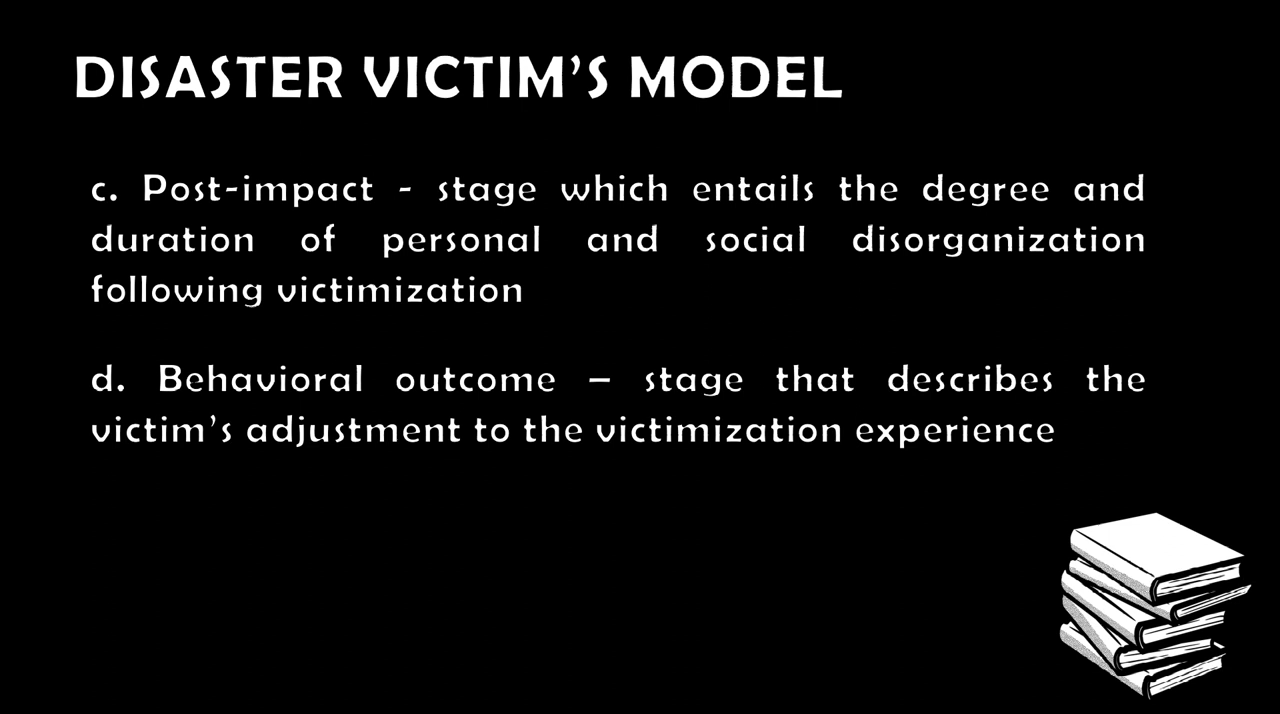 DISASTER VICTIM’S MODEL
c. Post-impact - stage which entails the degree and
duration of personal and social disorganization
following victimization
d. Behavioral outcome – stage that describes the
victim’s adjustment to the victimization experience